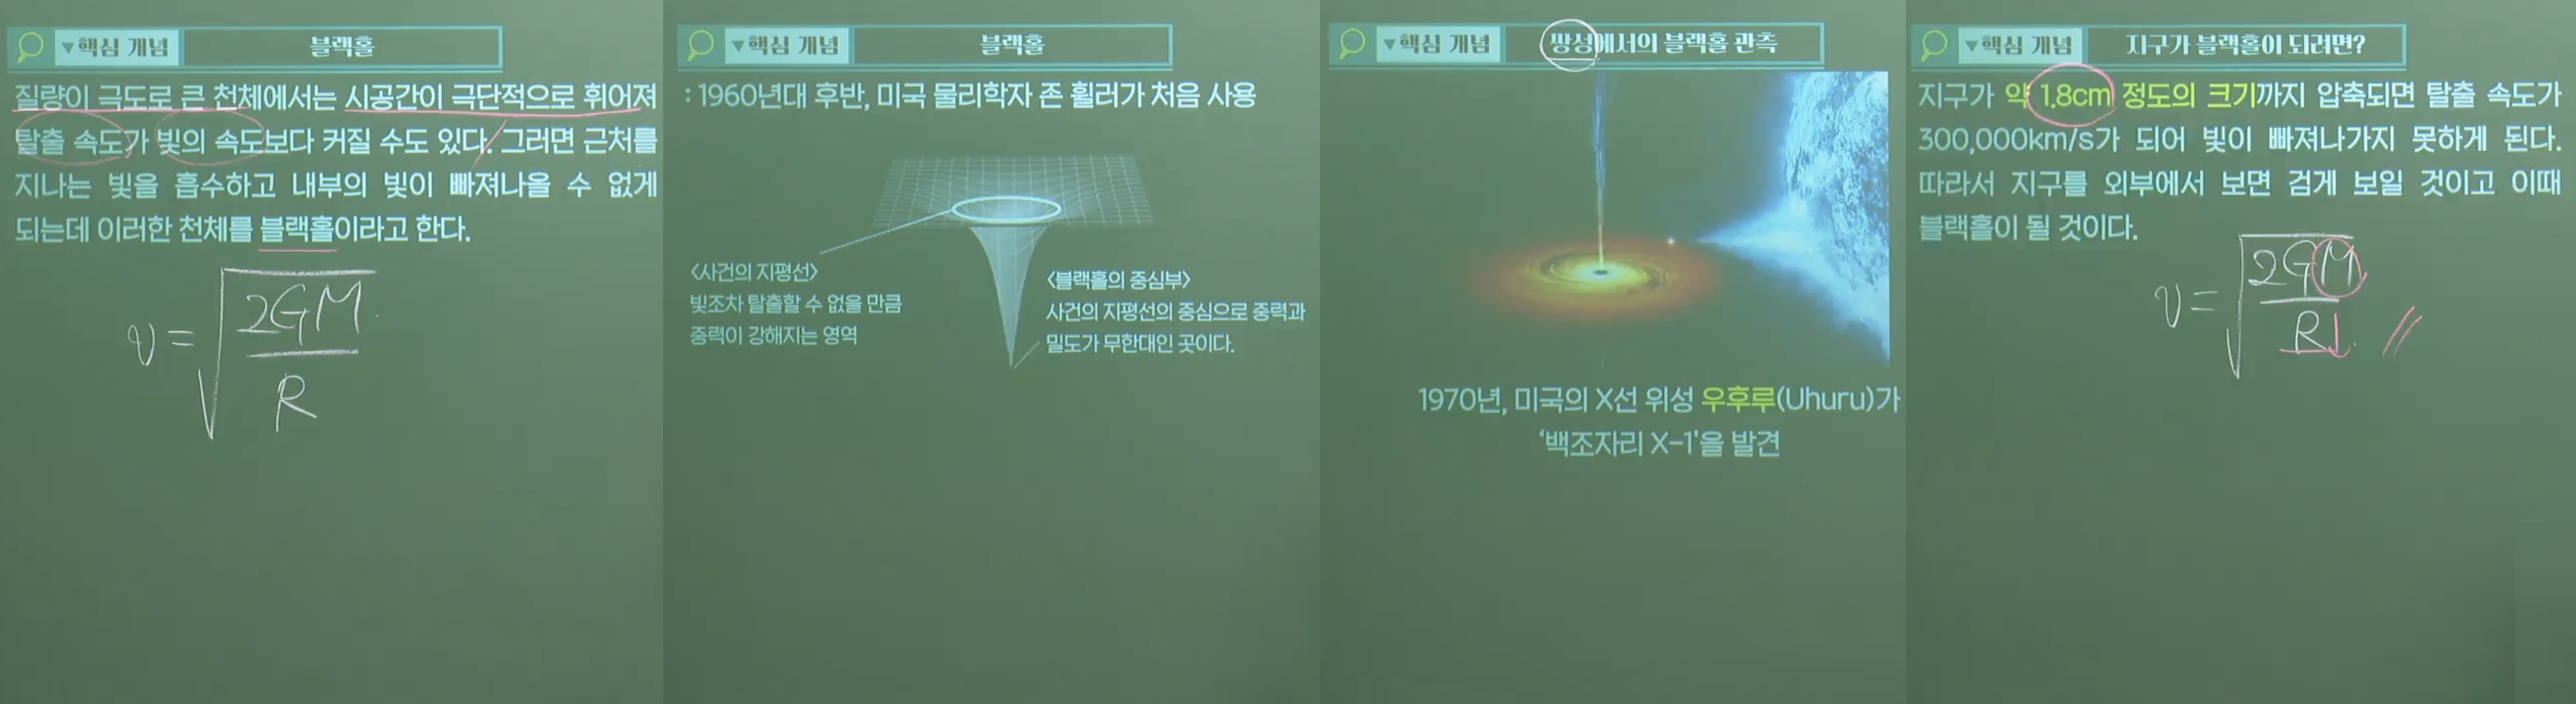 ▼핵심 개념
블랙홀
질량이 극도로 큰 천체에서는 시공간이 극단적으로 휘어져
탈출 속도가 빛의 속도보다 커질 수도 있다. 그러면 근처를
지나는 빛을 흡수하고 내부의 빛이 빠져나올 수 없게
되는데 이러한 천체를 블랙홀이라고 한다.
v = √2GM/R
▼핵심 개념
블랙홀
: 1960년대 후반, 미국 물리학자 존 휠러가 처음 사용
〈사건의 지평선〉
빛조차 탈출할 수 없을 만큼
중력이 강해지는 영역
〈블랙홀의 중심부〉
사건의 지평선의 중심으로 중력과
밀도가 무한대인 곳이다.
▼핵심 개념
쌍성에서의 블랙홀 관측
1970년, 미국의 X선 위성 우후루(Uhuru)가
'백조자리 X-1'을 발견
▼핵심 개념
지구가 블랙홀이 되려면?
지구가 약 1.8cm 정도의 크기까지 압축되면 탈출 속도가
300,000km/s가 되어 빛이 빠져나가지 못하게 된다.
따라서 지구를 외부에서 보면 검게 보일 것이고 이때
블랙홀이 될 것이다.
v = √2GM/R↓